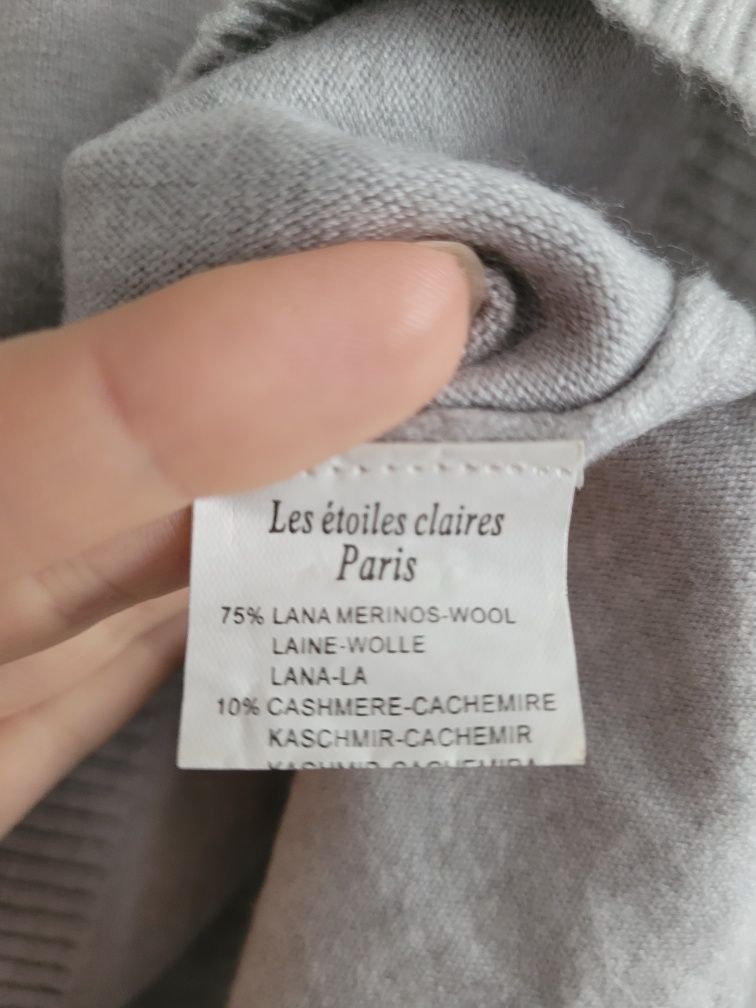 Les étoiles claires
Paris
75% LANA MERINOS-WOOL
LAINE-WOLLE
LANA-LA
10% CASHMERE-CACHEMIRE
KASCHMIR-CACHEMIR